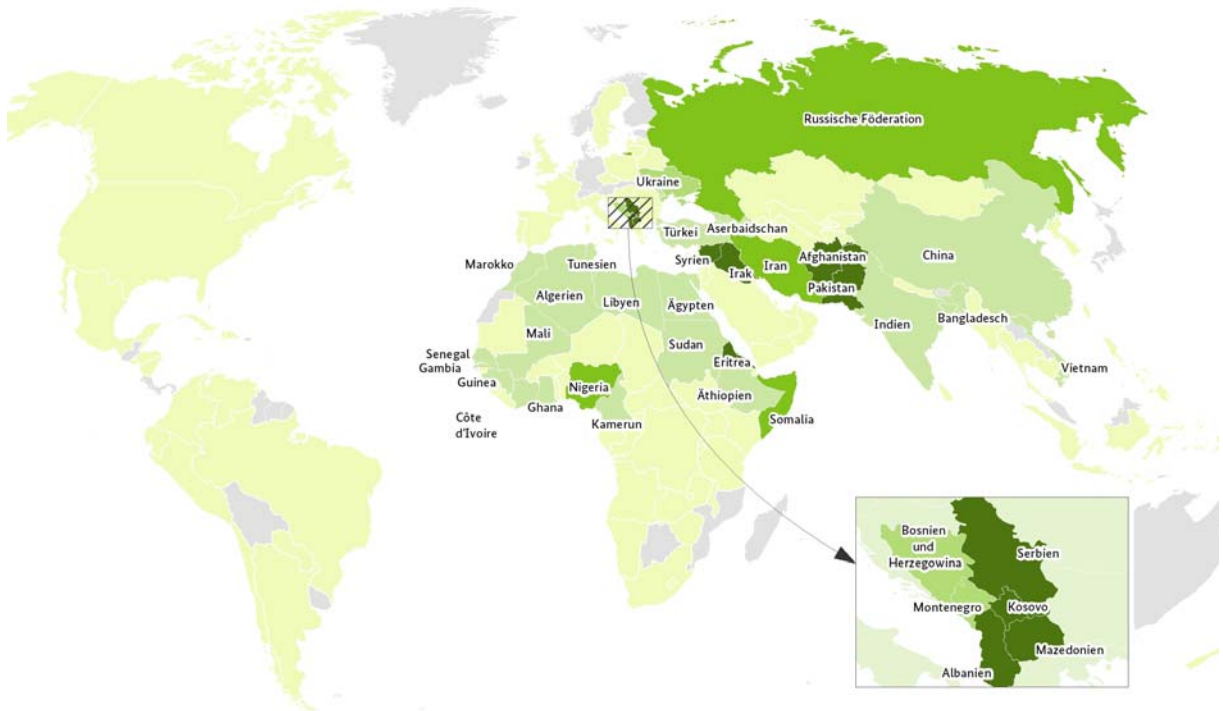 Russische Föderation
Ukraine
Aserbaidschan
Türkei
Syrien
Irak
Iran
Afghanistan
Pakistan
China
Indien
Bangladesch
Vietnam
Marokko
Tunesien
Algerien
Libyen
Ägypten
Mali
Sudan
Eritrea
Senegal
Gambia
Guinea
Nigeria
Äthiopien
Ghana
Kamerun
Somalia
Côte
d'Ivoire
Bosnien
und
Herzegowina
Serbien
Montenegro
Kosovo
Mazedonien
Albanien